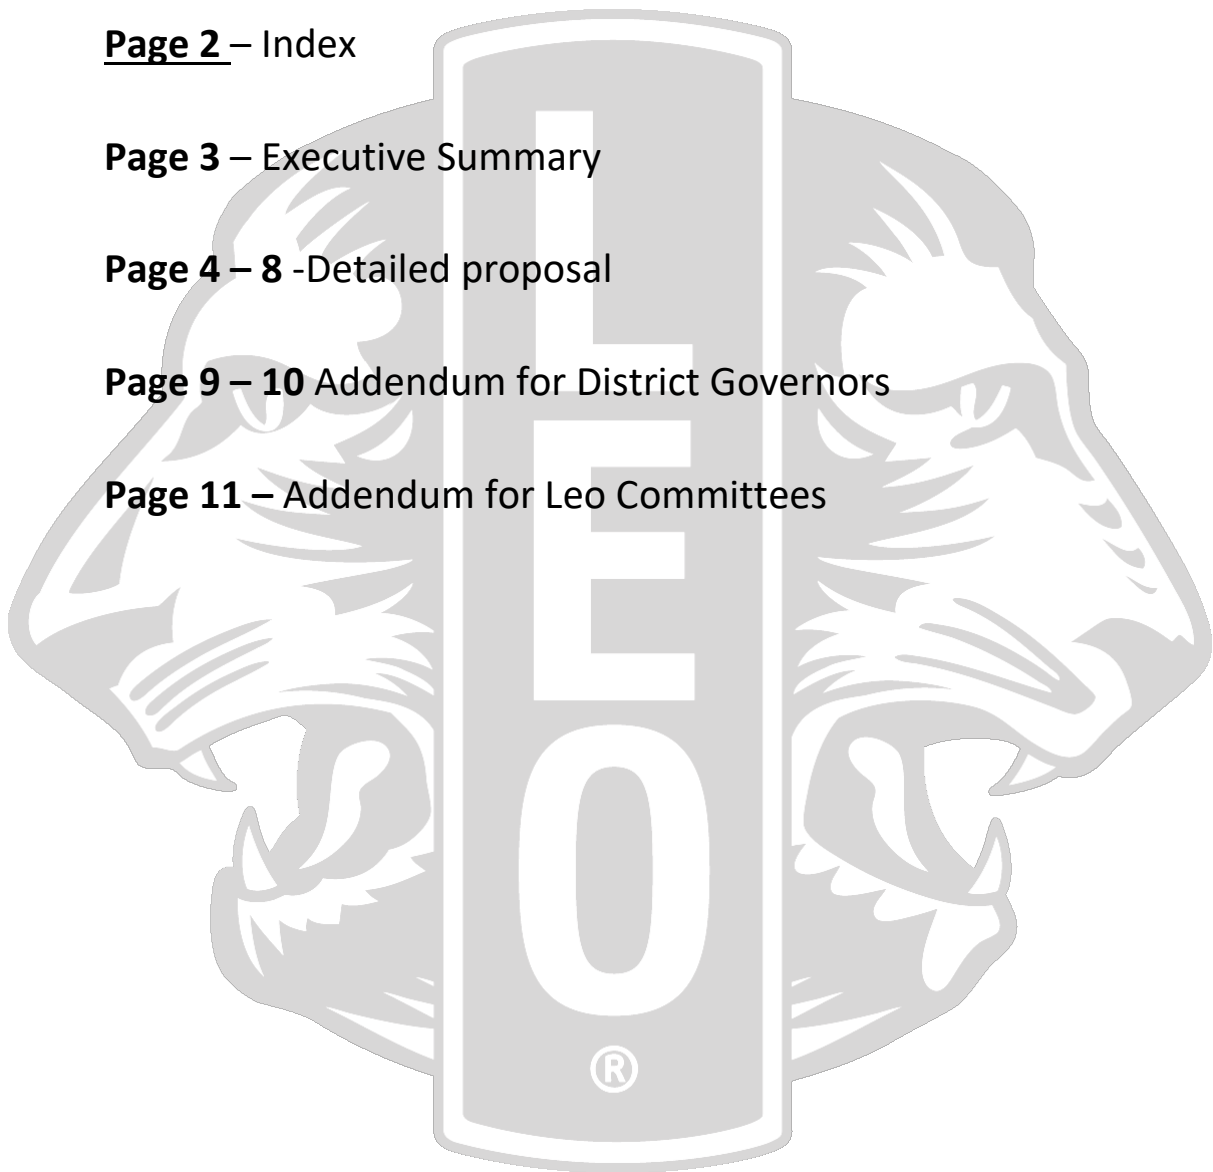 Page 2 – Index
Page 3 – Executive Summary
Page 4 – 8 -Detailed proposal
Page 9 – 10 Addendum for District Governors
Page 11 – Addendum for Leo Committees
L
E
O
®